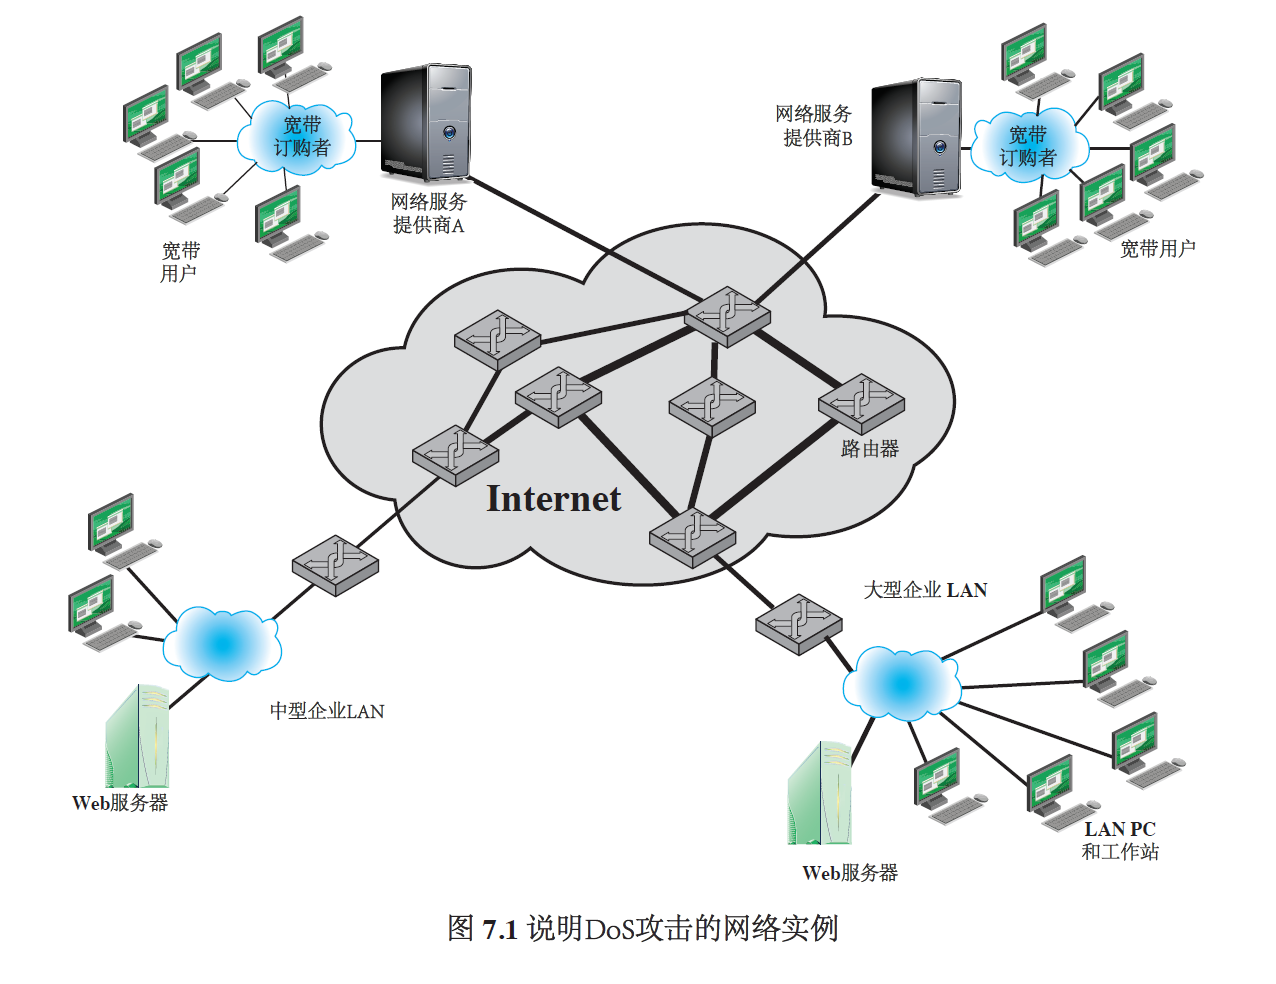 宽带
订购者
网络服务
提供商A
宽带
用户
网络服务
提供商B
宽带
订购者
宽带用户
路由器
Internet
大型企业 LAN
中型企业LAN
Web服务器
LAN PC
和工作站
Web服务器
图 7.1 说明DoS攻击的网络实例